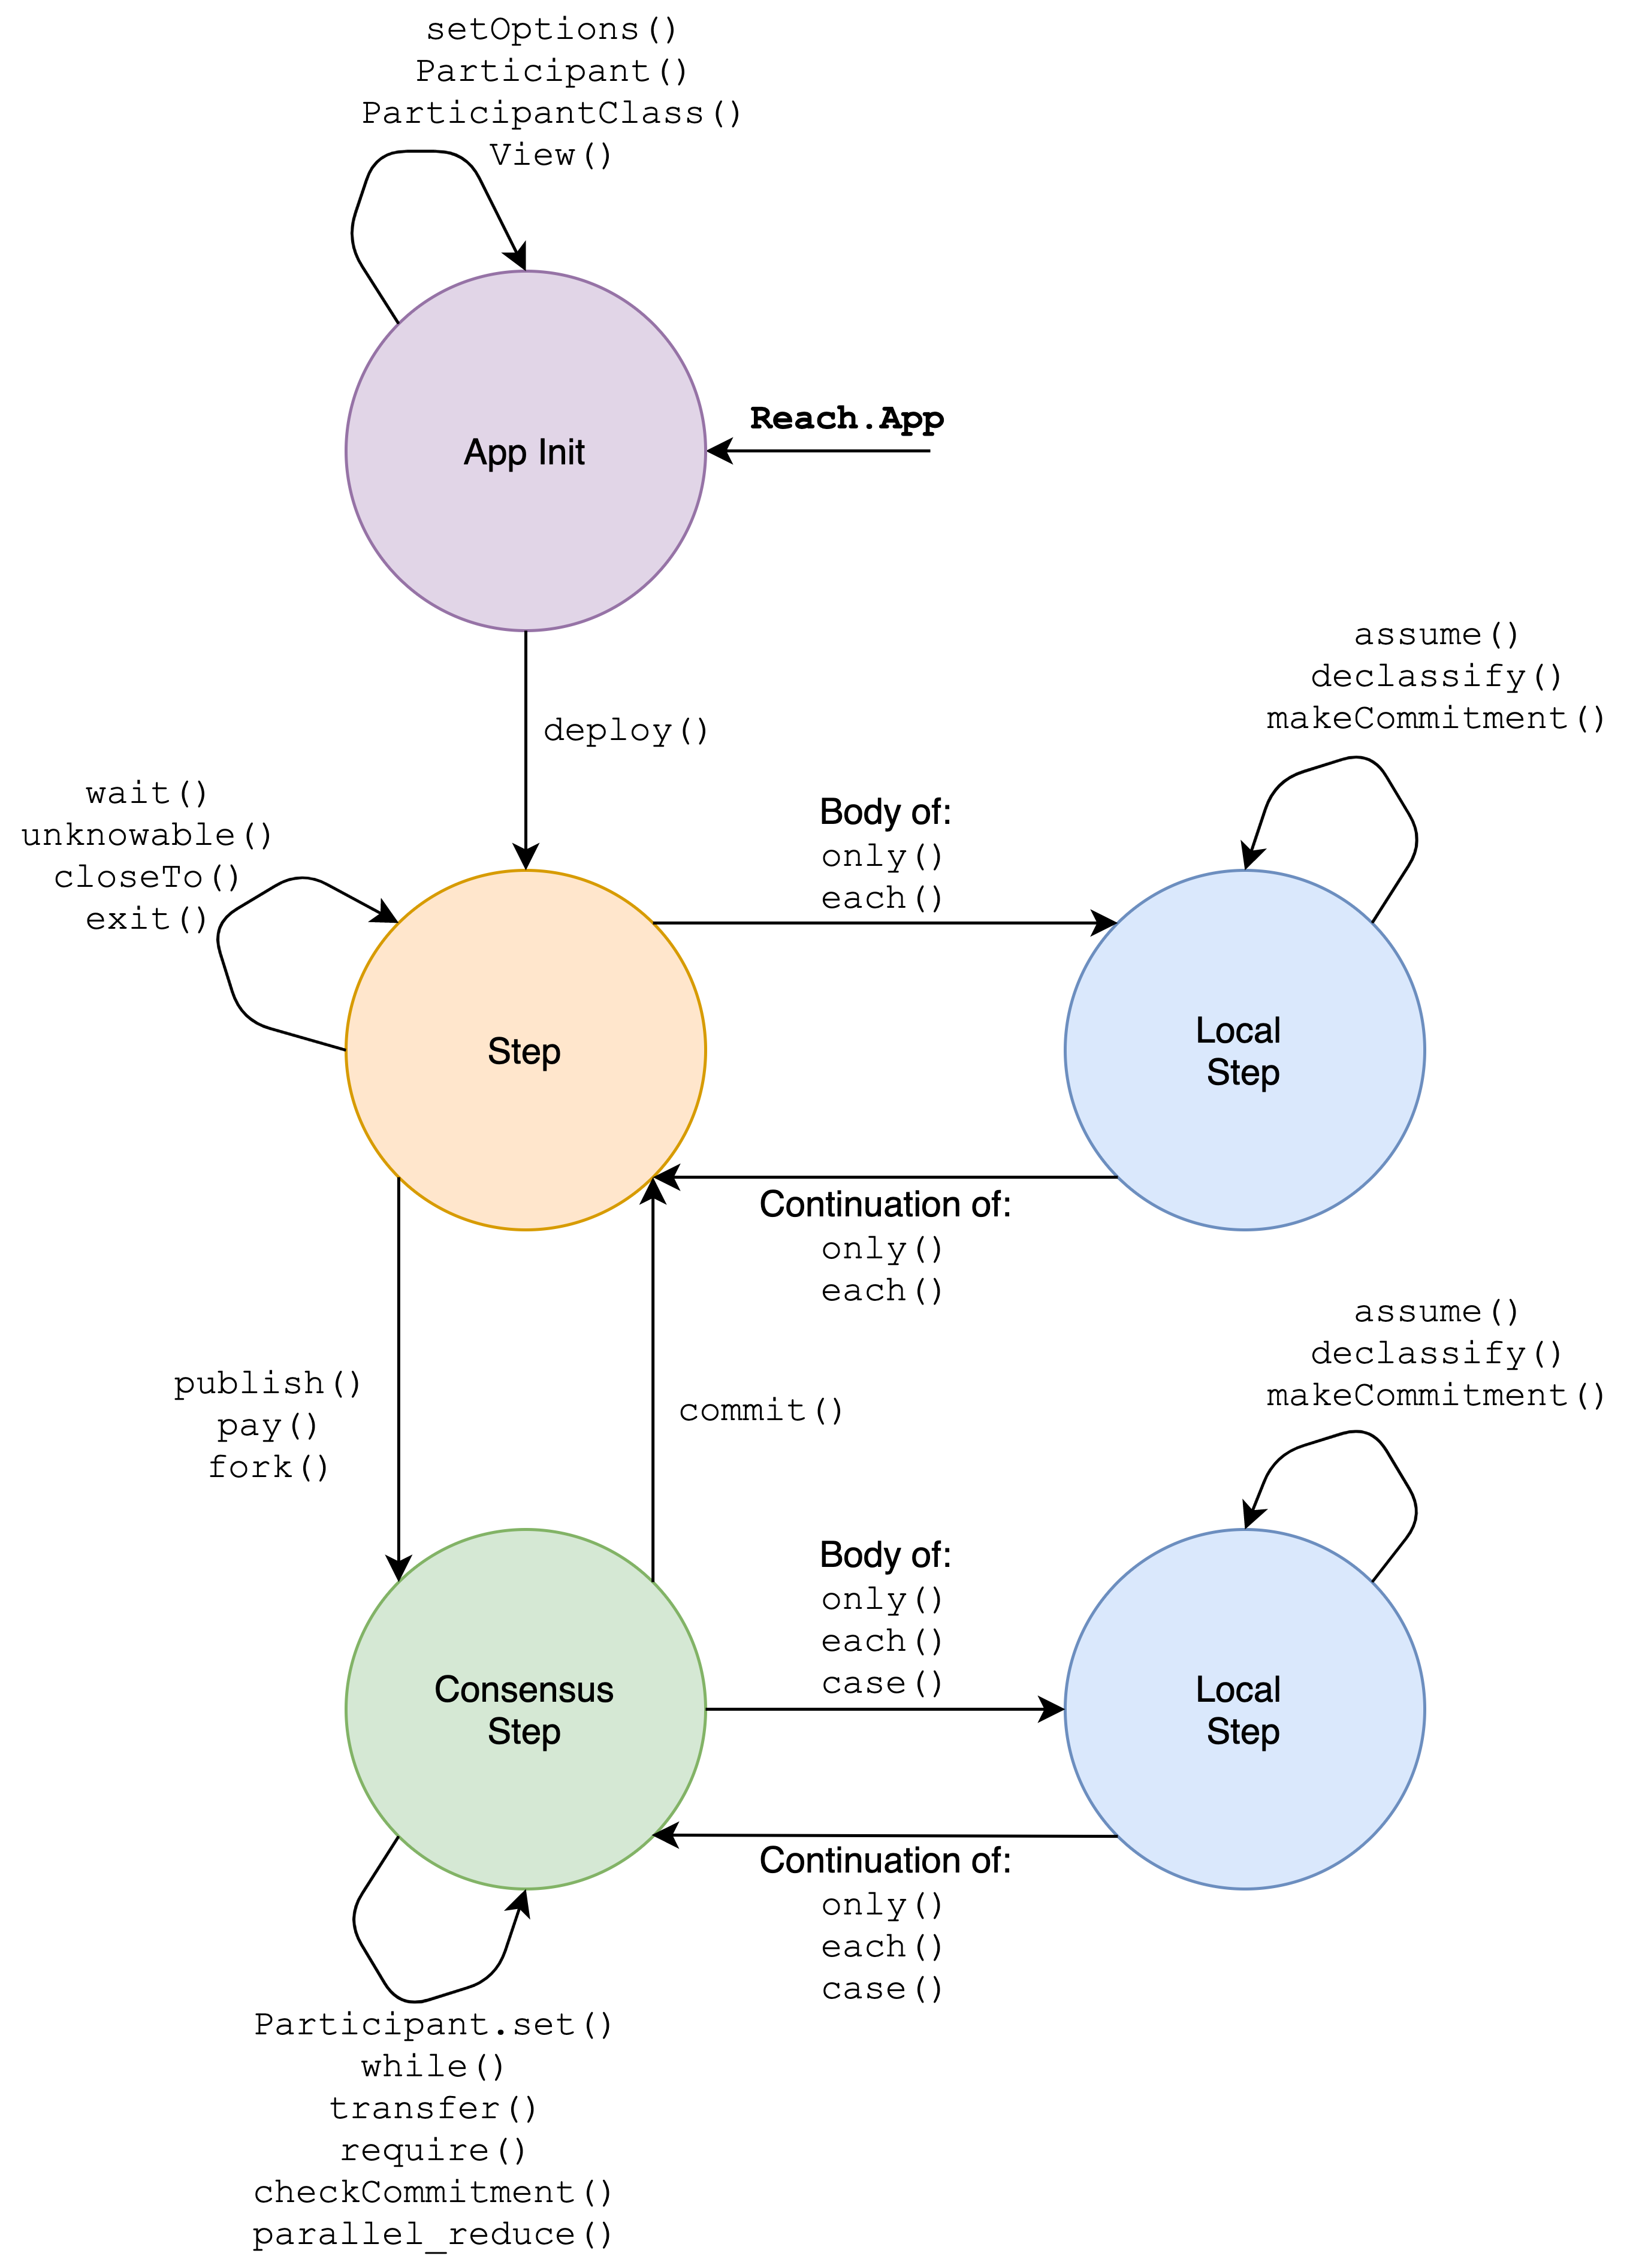 setOptions()
Participant()
ParticipantClass()
View()
Reach.App
App Init
deploy()
assume()
declassify()
makeCommitment()
wait()
unknowable()
closeTo()
exit()
Body of:
only()
each()
Step
Local
Step
Continuation of:
only()
each()
publish()
pay()
fork()
commit()
assume()
declassify()
makeCommitment()
Body of:
only()
each()
case()
Consensus
Step
Local
Step
Continuation of:
only()
each()
case()
Participant.set()
while()
transfer()
require()
checkCommitment()
parallel_reduce()